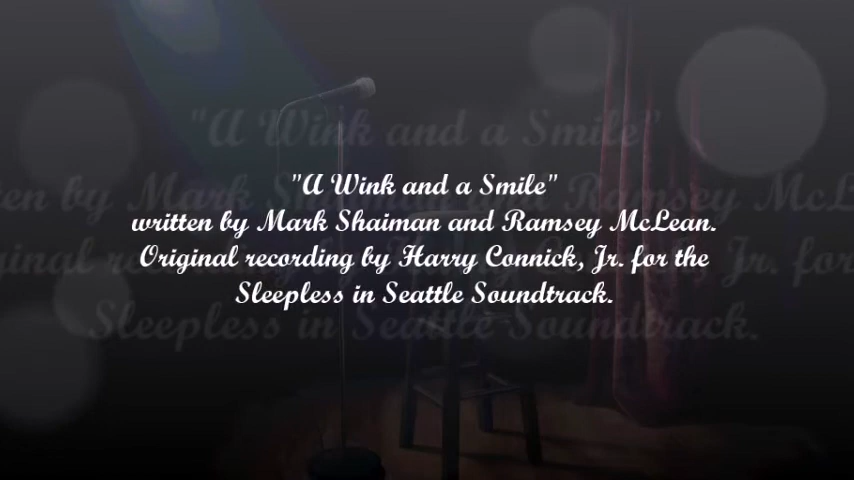 "A Wink and a Smile"
written by Mark Shaiman and Ramsey McLean.
Original recording by Harry Connick, Jr. for the
Sleepless in Seattle Soundtrack.